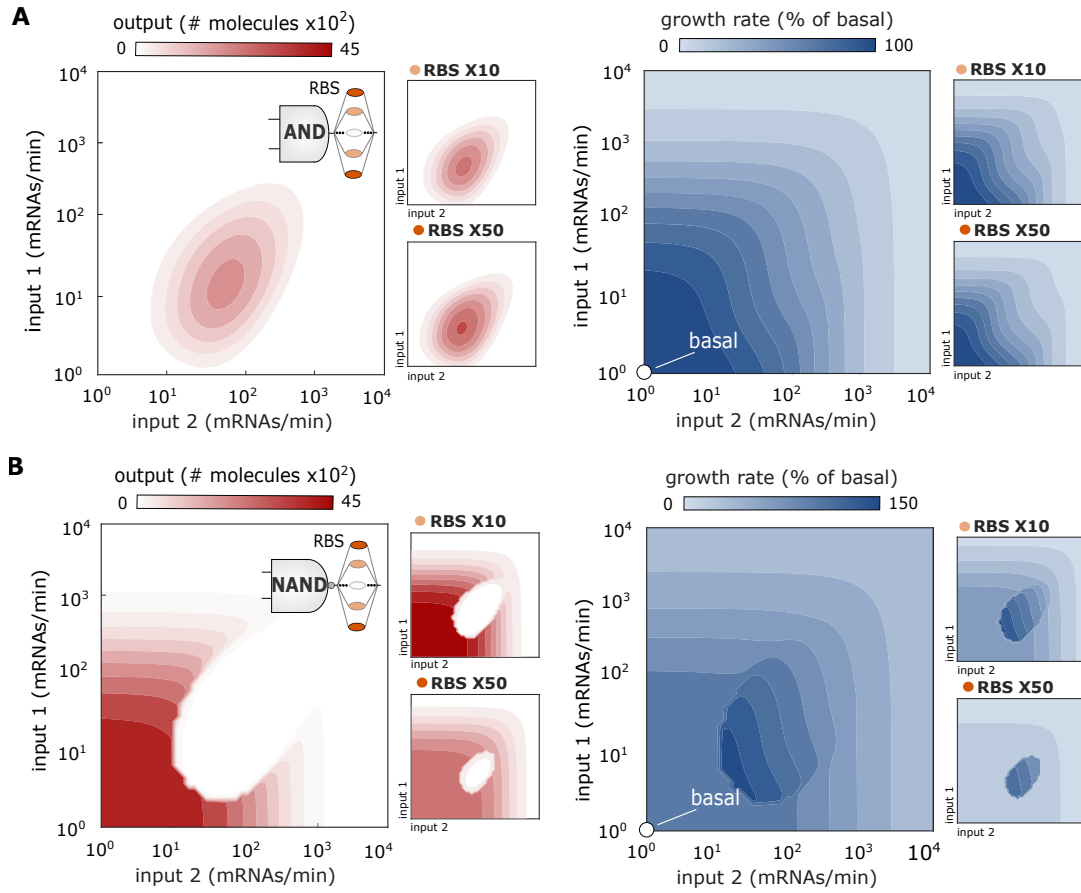 A
output (# molecules x10²)
0 45
10⁴
10³
10²
10¹
10⁰
input 1 (mRNAs/min)
RBS
AND
10⁰ 10¹ 10² 10³ 10⁴
input 2 (mRNAs/min)
RBS X10
input 1
input 2
RBS X50
input 1
input 2
growth rate (% of basal)
0 100
10⁴
10³
10²
10¹
10⁰
input 1 (mRNAs/min)
basal
10⁰ 10¹ 10² 10³ 10⁴
input 2 (mRNAs/min)
RBS X10
input 1
input 2
RBS X50
input 1
input 2
B
output (# molecules x10²)
0 45
10⁴
10³
10²
10¹
10⁰
input 1 (mRNAs/min)
RBS
NAND
10⁰ 10¹ 10² 10³ 10⁴
input 2 (mRNAs/min)
RBS X10
input 1
input 2
RBS X50
input 1
input 2
growth rate (% of basal)
0 150
10⁴
10³
10²
10¹
10⁰
input 1 (mRNAs/min)
basal
10⁰ 10¹ 10² 10³ 10⁴
input 2 (mRNAs/min)
RBS X10
input 1
input 2
RBS X50
input 1
input 2